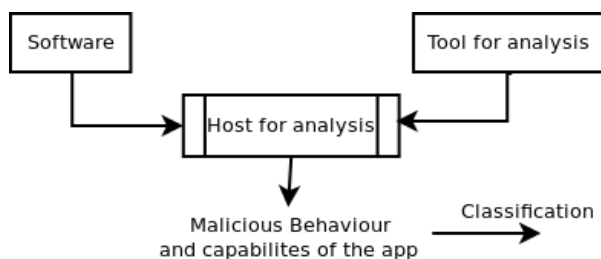 Software
Tool for analysis
Host for analysis
Malicious Behaviour
and capabilites of the app
Classification